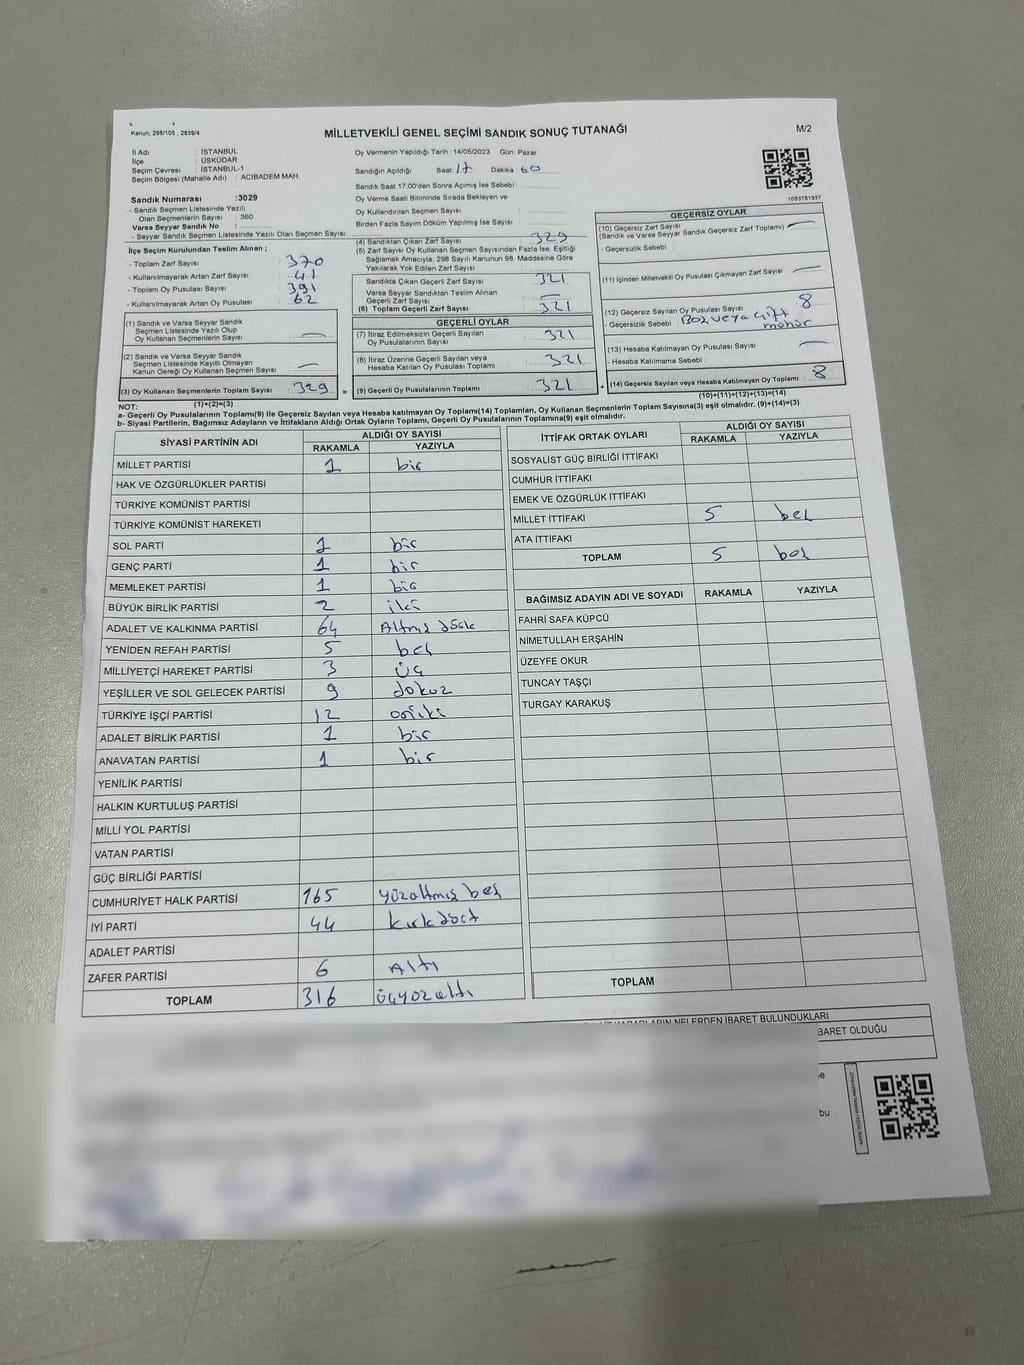 Kanun; 298/105 , 2839/4
MİLLETVEKİLİ GENEL SEÇİMİ SANDIK SONUÇ TUTANAĞI
M/2
İl Adı : İSTANBUL
İlçe : ÜSKÜDAR
Seçim Çevresi : İSTANBUL-1
Seçim Bölgesi (Mahalle Adı) : ACIBADEM MAH.
Oy Vermenin Yapıldığı Tarih : 14/05/2023 Gün: Pazar
Sandığın Açıldığı Saat 17 Dakika : 60
Sandık Saat 17:00'den Sonra Açımış İse Sebebi :
Oy Verme Saati Bitiminde Sırada Bekleyen ve
Oy Kullandırılan Seçmen Sayısı :
Birden Fazla Sayım Döküm Yapılmış İse Sayısı :
1083781937
Sandık Numarası :3029
- Sandık Seçmen Listesinde Yazılı
Olan Seçmenlerin Sayısı : 360
Varsa Seyyar Sandık No :
- Seyyar Sandık Seçmen Listesinde Yazılı Olan Seçmen Sayısı:
İlçe Seçim Kurulundan Teslim Alınan ;
- Toplam Zarf Sayısı : 370
- Kullanılmayarak Artan Zarf Sayısı : 41
- Toplam Oy Pusulası Sayısı : 391
- Kullanılmayarak Artan Oy Pusulası : 62
(1) Sandık ve Varsa Seyyar Sandık
Seçmen Listesinde Yazılı Olup
Oy Kullanan Seçmenlerin Sayısı : —
(2) Sandık ve Varsa Seyyar Sandık
Seçmen Listesinde Kayıtlı Olmayan
Kanun Gereği Oy Kullanan Seçmenlerin Sayısı : —
(3) Oy Kullanan Seçmenlerin Toplam Sayısı : 329 =
(1)+(2)=(3)
(4) Sandıktan Çıkan Zarf Sayısı : 329
(5) Zarf Sayısı Oy Kullanan Seçmen Sayısından Fazla İse, Eşitliği
Sağlamak Amacıyla, 298 Sayılı Kanunun 98. Maddesine Göre
Yakılarak Yok Edilen Zarf Sayısı :
Sandıkta Çıkan Geçerli Zarf Sayısı : 321
Varsa Seyyar Sandıktan Teslim Alınan
Geçerli Zarf Sayısı : —
(6) Toplam Geçerli Zarf Sayısı : 321
GEÇERLİ OYLAR
(7) İtiraz Edilmeksizin Geçerli Sayılan
Oy Pusulalarının Sayısı : 321
(8) İtiraz Üzerine Geçerli Sayılan veya
Hesaba Katılan Oy Pusulaları Toplamı : 321
(9) Geçerli Oy Pusulalarının Toplamı : 321 +
GEÇERSİZ OYLAR
(10) Geçersiz Zarf Sayısı
(Sandık ve Varsa Seyyar Sandık Geçersiz Zarf Toplamı) : —
- Geçersizlik Sebebi :
(11) İçinden Milletvekili Oy Pusulası Çıkmayan Zarf Sayısı : —
(12) Geçersiz Sayılan Oy Pusulası Sayısı : 8
- Geçersizlik Sebebi : Boz veya çift
mühür
(13) Hesaba Katılmayan Oy Pusulası Sayısı : —
- Hesaba Katılmama Sebebi :
(14) Geçersiz Sayılan veya Hesaba Katılmayan Oy Toplamı : 8
(10)+(11)+(12)+(13)=(14)
NOT:
a- Geçerli Oy Pusulalarının Toplamı(9) ile Geçersiz Sayılan veya Hesaba katılmayan Oy Toplamı(14) Toplamları, Oy Kullanan Seçmenlerin Toplam Sayısına(3) eşit olmalıdır. (9)+(14)=(3)
b- Siyasi Partilerin, Bağımsız Adayların ve İttifakların Aldığı Ortak Oyların Toplamı, Geçerli Oy Pusulalarının Toplamına(9) eşit olmalıdır.
SİYASİ PARTİNİN ADI ALDIĞI OY SAYISI
RAKAMLA YAZIYLA
MİLLET PARTİSİ 1 bir
HAK VE ÖZGÜRLÜKLER PARTİSİ
TÜRKİYE KOMÜNİST PARTİSİ
TÜRKİYE KOMÜNİST HAREKETİ
SOL PARTİ 1 bir
GENÇ PARTİ 1 bir
MEMLEKET PARTİSİ 1 bir
BÜYÜK BİRLİK PARTİSİ 2 iki
ADALET VE KALKINMA PARTİSİ 64 Altmış dört
YENİDEN REFAH PARTİSİ 5 beş
MİLLİYETÇİ HAREKET PARTİSİ 3 üç
YEŞİLLER VE SOL GELECEK PARTİSİ 9 dokuz
TÜRKİYE İŞÇİ PARTİSİ 12 oniki
ADALET BİRLİK PARTİSİ 1 bir
ANAVATAN PARTİSİ 1 bir
YENİLİK PARTİSİ
HALKIN KURTULUŞ PARTİSİ
MİLLİ YOL PARTİSİ
VATAN PARTİSİ
GÜÇ BİRLİĞİ PARTİSİ
CUMHURİYET HALK PARTİSİ 165 yüzaltmış beş
İYİ PARTİ 44 kırkdört
ADALET PARTİSİ
ZAFER PARTİSİ 6 Altı
TOPLAM 316 üçyüzaltı
İTTİFAK ORTAK OYLARI ALDIĞI OY SAYISI
RAKAMLA YAZIYLA
SOSYALİST GÜÇ BİRLİĞİ İTTİFAKI
CUMHUR İTTİFAKI
EMEK VE ÖZGÜRLÜK İTTİFAKI
MİLLET İTTİFAKI 5 beş
ATA İTTİFAKI
TOPLAM 5 beş
BAĞIMSIZ ADAYIN ADI VE SOYADI RAKAMLA YAZIYLA
FAHRİ SAFA KÜPCÜ
NİMETULLAH ERŞAHİN
ÜZEYFE OKUR
TUNCAY TAŞÇI
TURGAY KARAKUŞ
TOPLAM
KARARLARIN NELERDEN İBARET BULUNDUKLARI
BARET OLDUĞU
bu